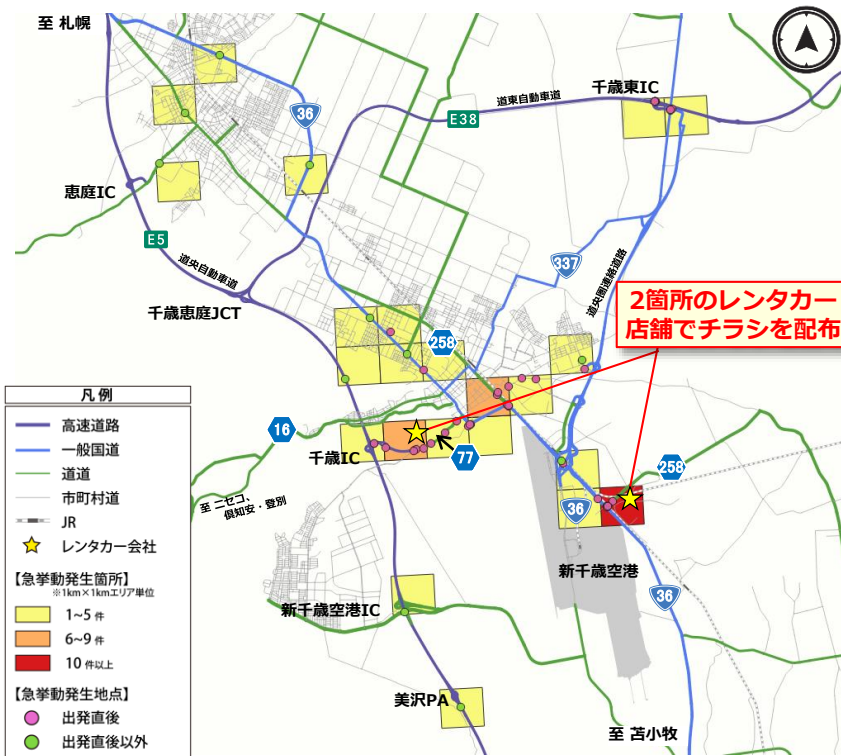 至 札幌
千歳東IC
道東自動車道
E38
36
恵庭IC
E5
道央自動車道
千歳恵庭JCT
337
道央圏連絡道路
2箇所のレンタカー
店舗でチラシを配布
258
16
千歳IC
77
至 ニセコ、
倶知安・登別
258
36
新千歳空港
新千歳空港IC
36
美沢PA
至 苫小牧
凡例
高速道路
一般国道
道道
市町村道
JR
レンタカー会社
【急挙動発生箇所】
※1km×1kmエリア単位
1~5 件
6~9 件
10 件以上
【急挙動発生地点】
出発直後
出発直後以外